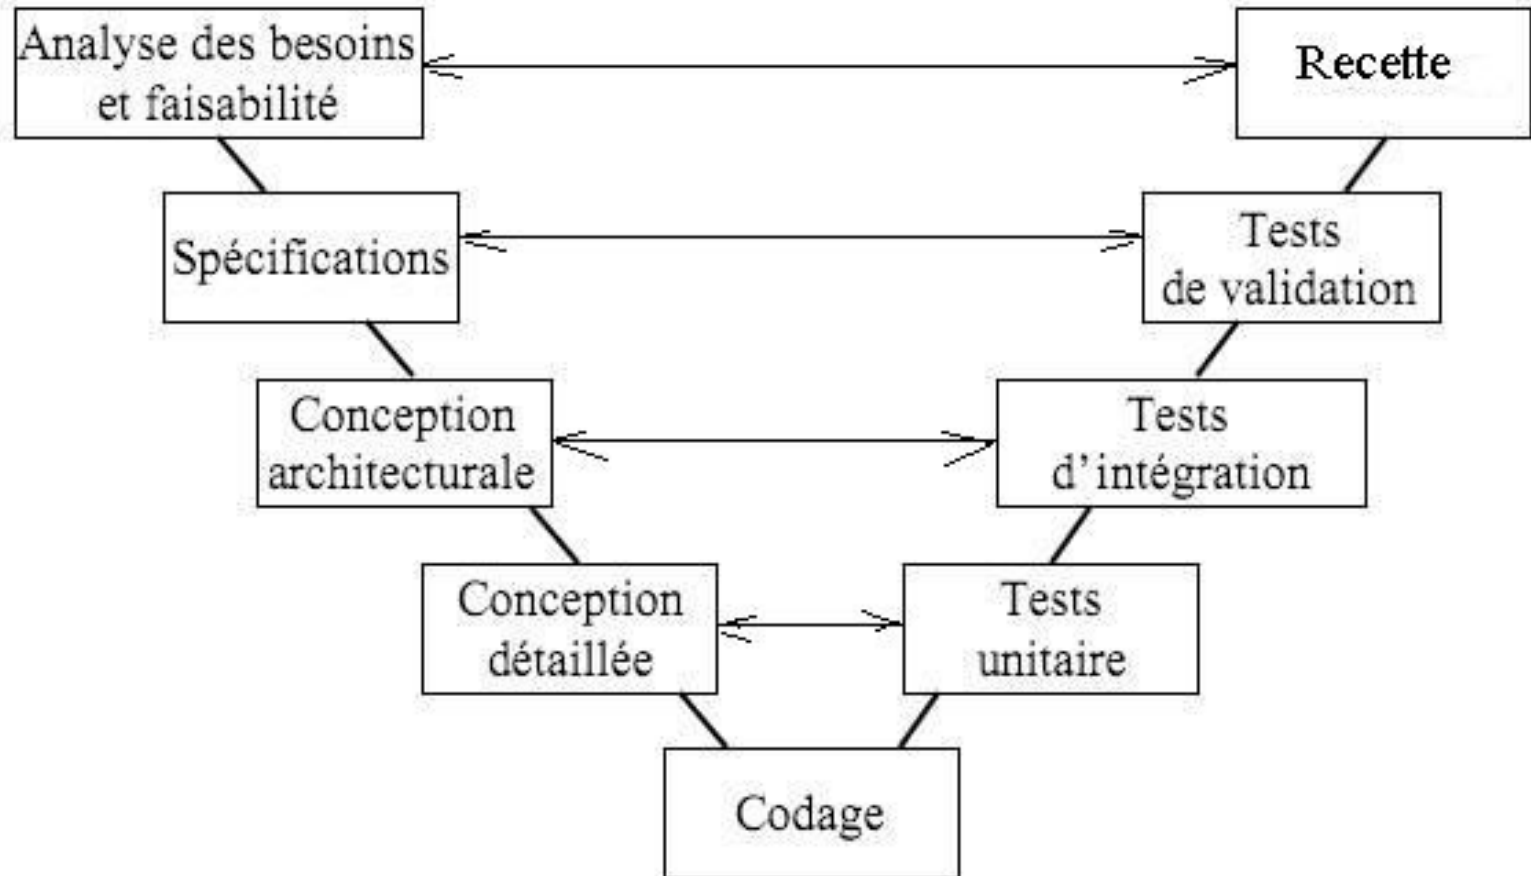 Analyse des besoins
et faisabilité
Recette
Spécifications
Tests
de validation
Conception
architecturale
Tests
d'intégration
Conception
détaillée
Tests
unitaire
Codage